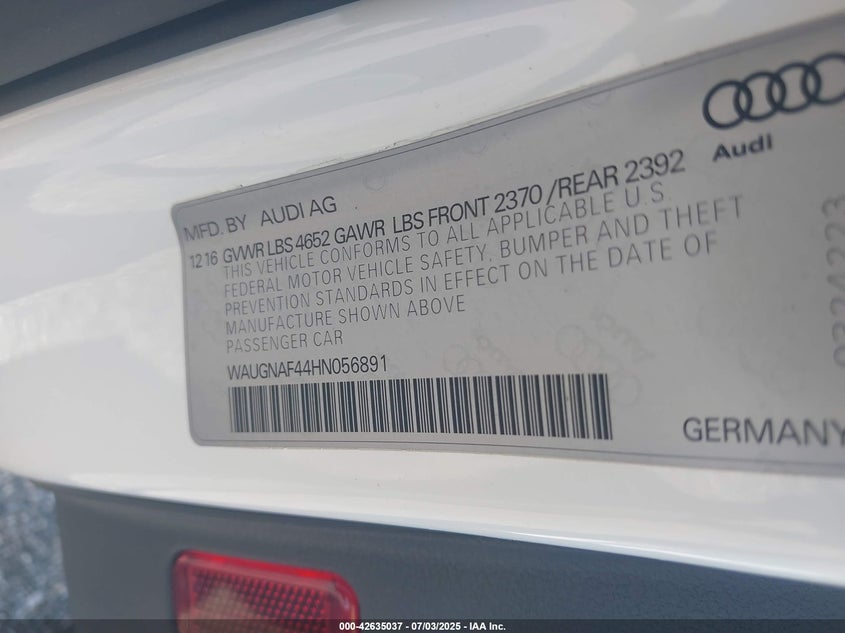 Audi
MFD. BY AUDI AG
12 16 GVWR LBS 4652 GAWR LBS FRONT 2370 /REAR 2392
THIS VEHICLE CONFORMS TO ALL APPLICABLE U.S.
FEDERAL MOTOR VEHICLE SAFETY, BUMPER AND THEFT
PREVENTION STANDARDS IN EFFECT ON THE DATE OF
MANUFACTURE SHOWN ABOVE
PASSENGER CAR
WAUGNAF44HN056891
GERMANY
000-42635037 - 07/03/2025 - IAA Inc.